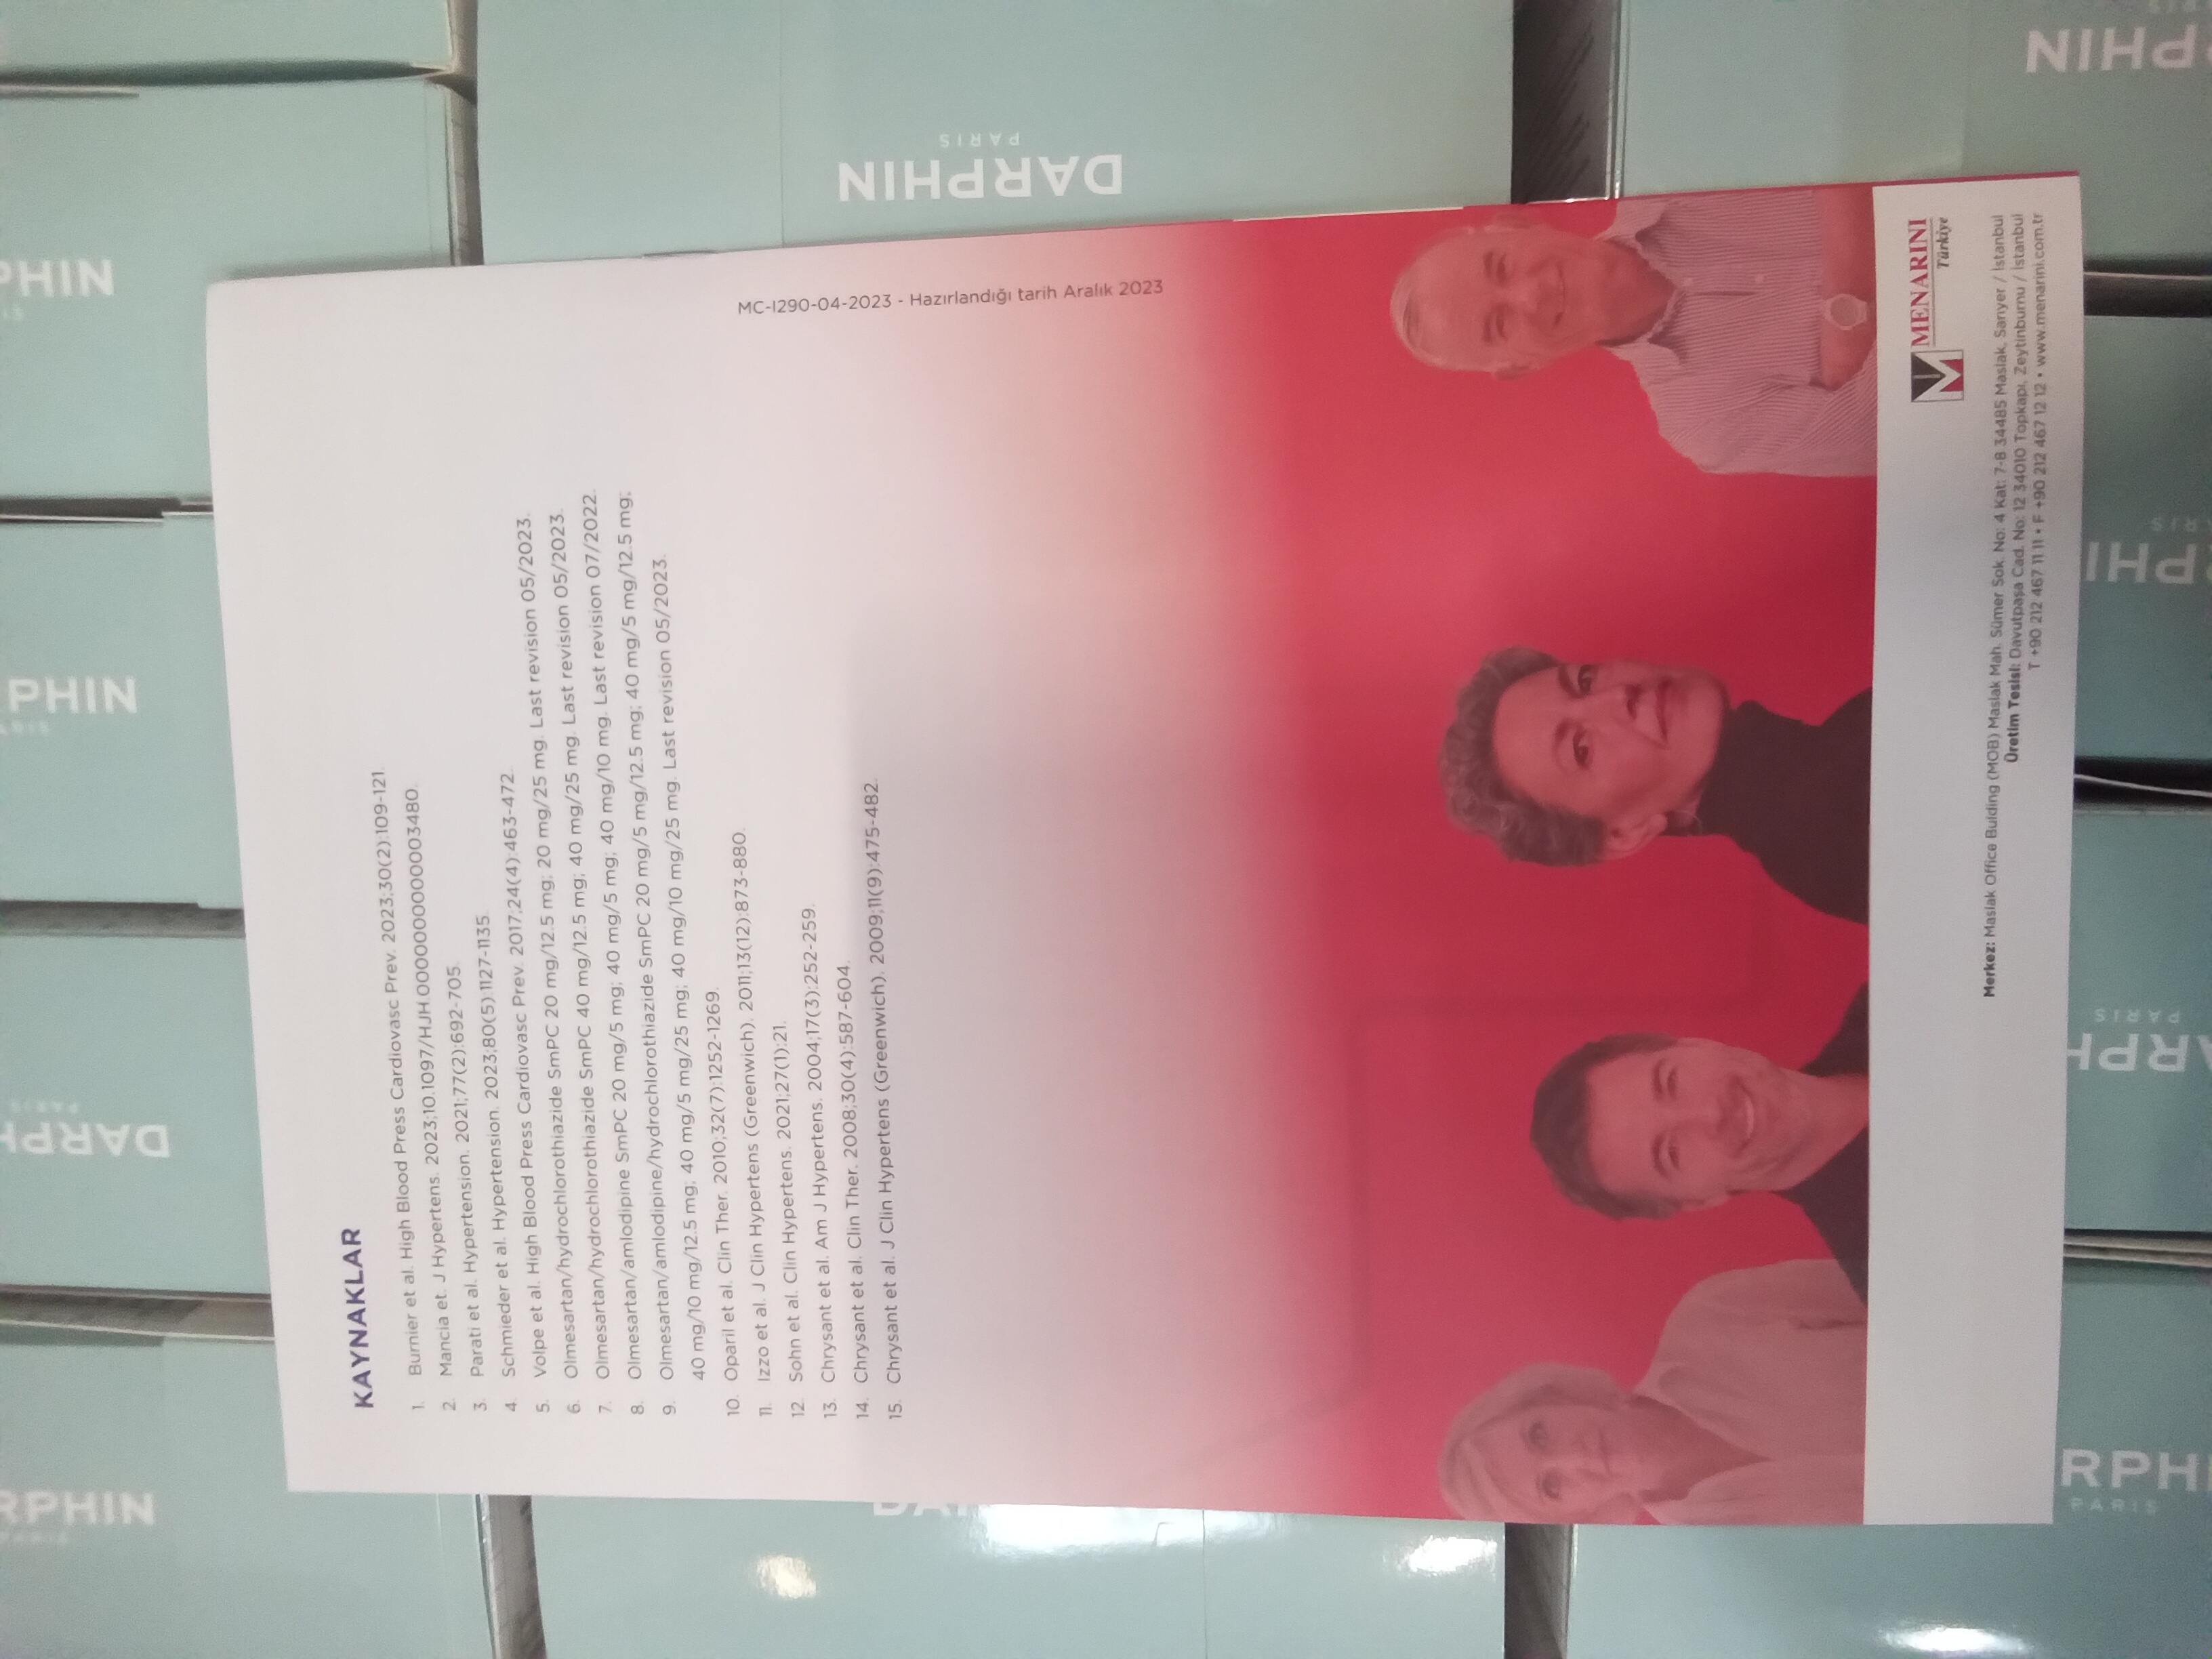 RPHIN
DARPH
PARIS
PHIN
PHIN
KAYNAKLAR
1. Burnier et al. High Blood Press Cardiovasc Prev. 2023;30(2):109-121.
2. Mancia et. J Hypertens. 2023;10.1097/HJH.0000000000003480.
3. Parati et al. Hypertension. 2021;77(2):692-705.
4. Schmieder et al. Hypertension. 2023;80(5):1127-1135.
5. Volpe et al. High Blood Press Cardiovasc Prev. 2017;24(4):463-472.
6. Olmesartan/hydrochlorothiazide SmPC 20 mg/12.5 mg; 20 mg/25 mg. Last revision 05/2023.
7. Olmesartan/hydrochlorothiazide SmPC 40 mg/12.5 mg; 40 mg/25 mg. Last revision 05/2023.
8. Olmesartan/amlodipine SmPC 20 mg/5 mg; 40 mg/5 mg; 40 mg/10 mg. Last revision 07/2022.
9. Olmesartan/amlodipine/hydrochlorothiazide SmPC 20 mg/5 mg/12.5 mg; 40 mg/5 mg/12.5 mg;
40 mg/10 mg/12.5 mg; 40 mg/5 mg/25 mg; 40 mg/10 mg/25 mg. Last revision 05/2023.
10. Oparil et al. Clin Ther. 2010;32(7):1252-1269.
11. Izzo et al. J Clin Hypertens (Greenwich). 2011;13(12):873-880.
12. Sohn et al. Clin Hypertens. 2021;27(1):21.
13. Chrysant et al. Am J Hypertens. 2004;17(3):252-259.
14. Chrysant et al. Clin Ther. 2008;30(4):587-604.
15. Chrysant et al. J Clin Hypertens (Greenwich). 2009;11(9):475-482.
MC-1290-04-2023 - Hazırlandığı tarih Aralık 2023
DARPHIN
PARIS
MENARINI
Türkiye
Merkez: Maslak Office Bulding (MOB) Maslak Mah. Sümer Sok. No: 4 Kat: 7-8 34485 Maslak, Sarıyer / İstanbul
Üretim Tesisi: Davutpaşa Cad. No: 12 34010 Topkapı, Zeytinburnu / İstanbul
T +90 212 467 11 11 • F +90 212 467 12 12 • www.menarini.com.tr
RPHI
PARIS
ARPH
PARIS
PHI
ARIS
PHIN